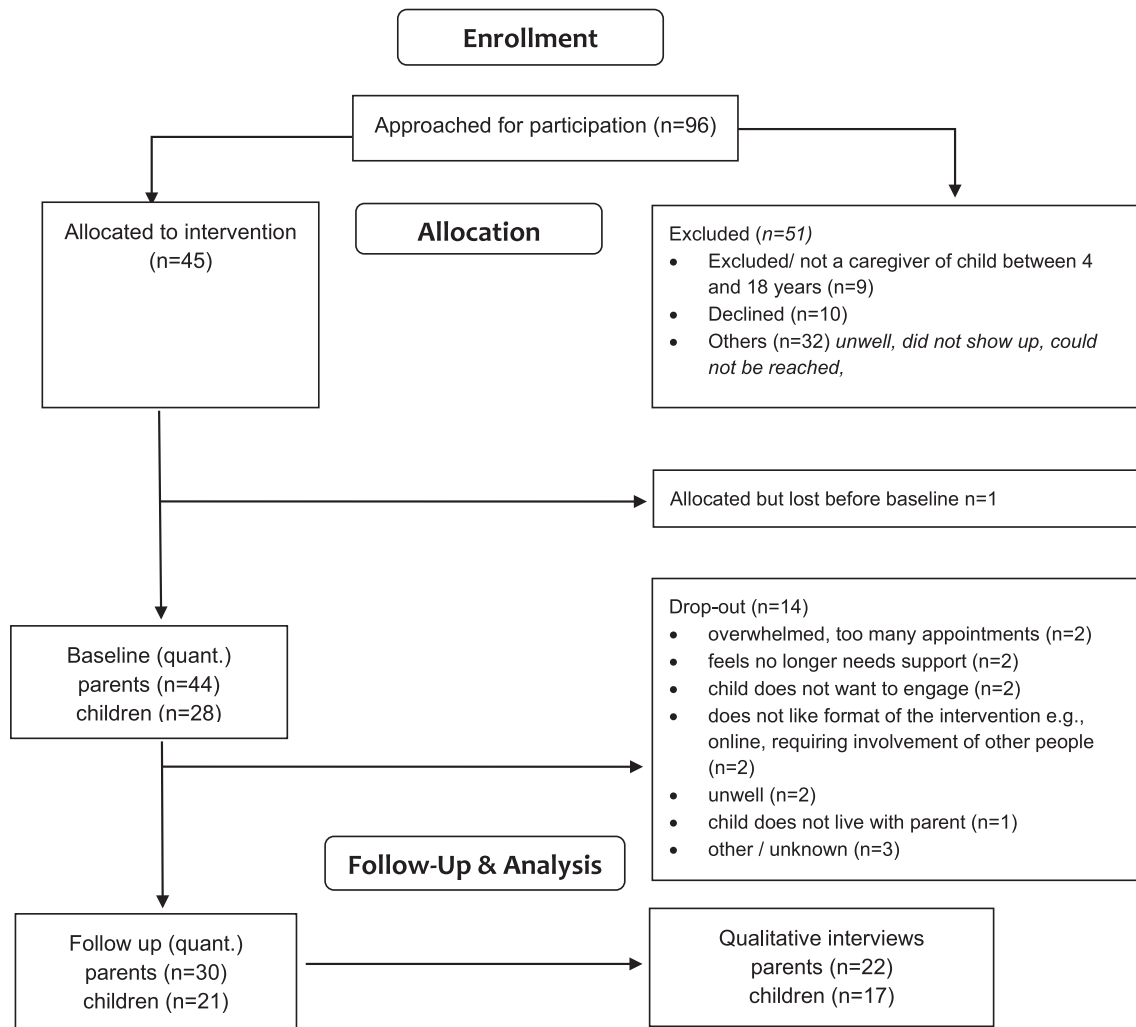 Enrollment
Approached for participation (n=96)
Allocated to intervention
(n=45)
Allocation
Excluded (n=51)
• Excluded/ not a caregiver of child between 4
and 18 years (n=9)
• Declined (n=10)
• Others (n=32) unwell, did not show up, could
not be reached,
Allocated but lost before baseline n=1
Baseline (quant.)
parents (n=44)
children (n=28)
Drop-out (n=14)
• overwhelmed, too many appointments (n=2)
• feels no longer needs support (n=2)
• child does not want to engage (n=2)
• does not like format of the intervention e.g.,
online, requiring involvement of other people
(n=2)
• unwell (n=2)
• child does not live with parent (n=1)
• other / unknown (n=3)
Follow-Up & Analysis
Follow up (quant.)
parents (n=30)
children (n=21)
Qualitative interviews
parents (n=22)
children (n=17)